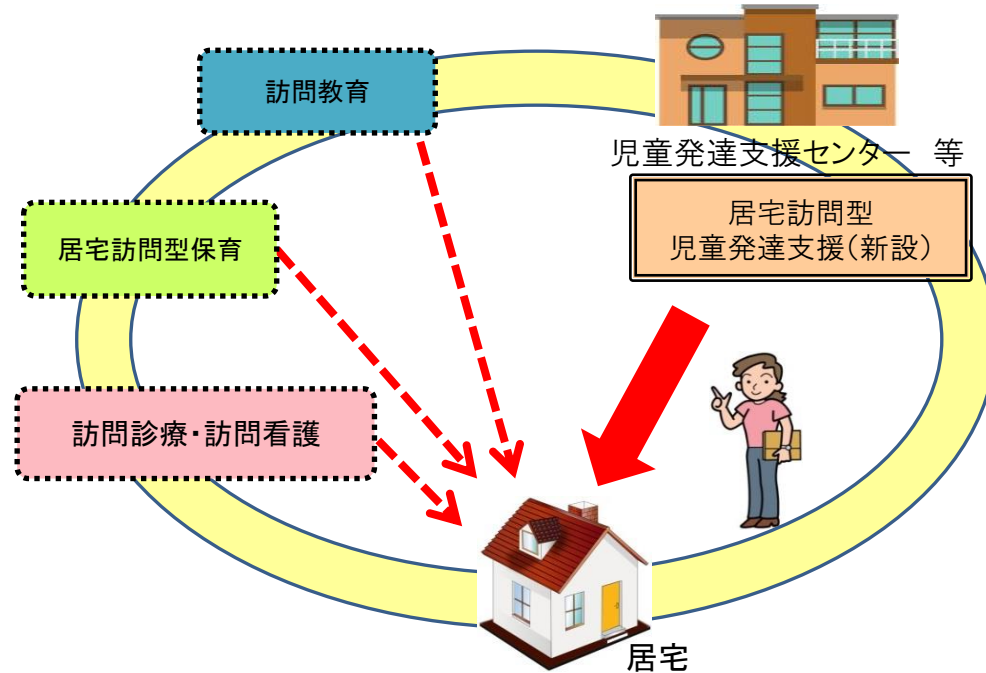 訪問教育
児童発達支援センター　等
居宅訪問型
児童発達支援（新設）
居宅訪問型保育
訪問診療・訪問看護
居宅